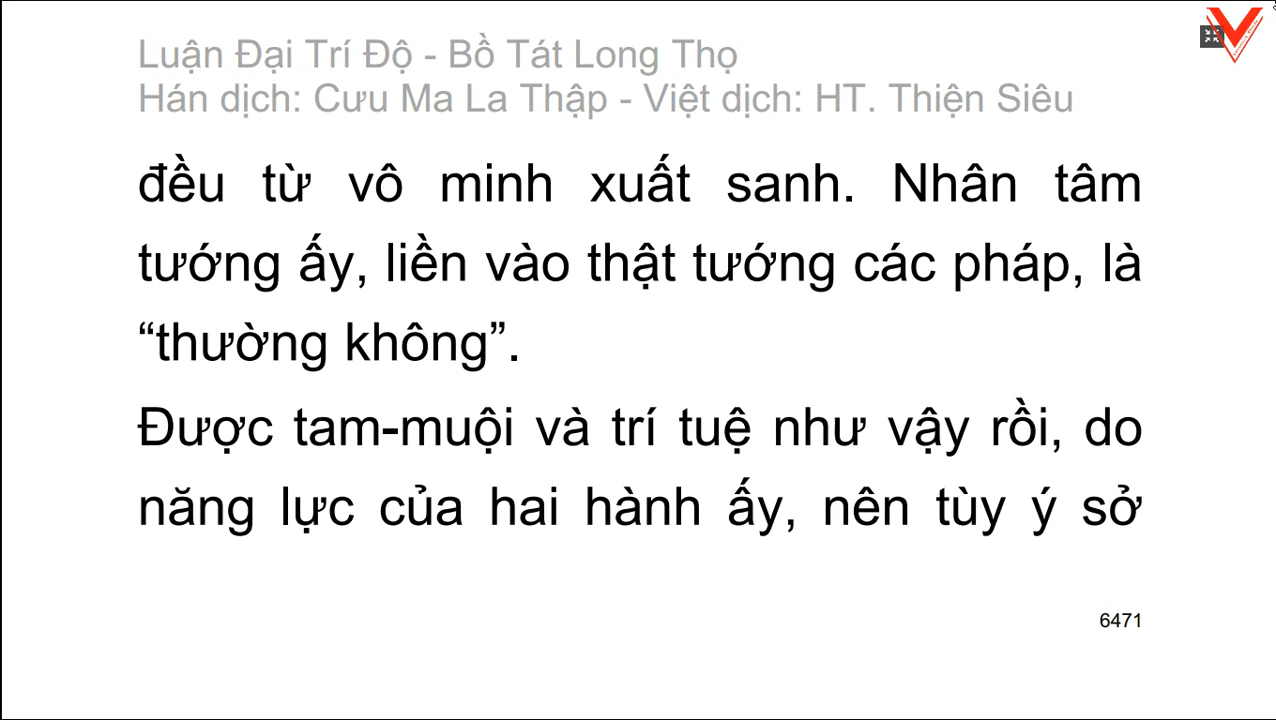 Luận Đại Trí Độ - Bồ Tát Long Thọ
Hán dịch: Cưu Ma La Thập - Việt dịch: HT. Thiện Siêu
đều từ vô minh xuất sanh. Nhân tâm
tướng ấy, liền vào thật tướng các pháp, là
“thường không”.
Được tam-muội và trí tuệ như vậy rồi, do
năng lực của hai hành ấy, nên tùy ý sở
6471